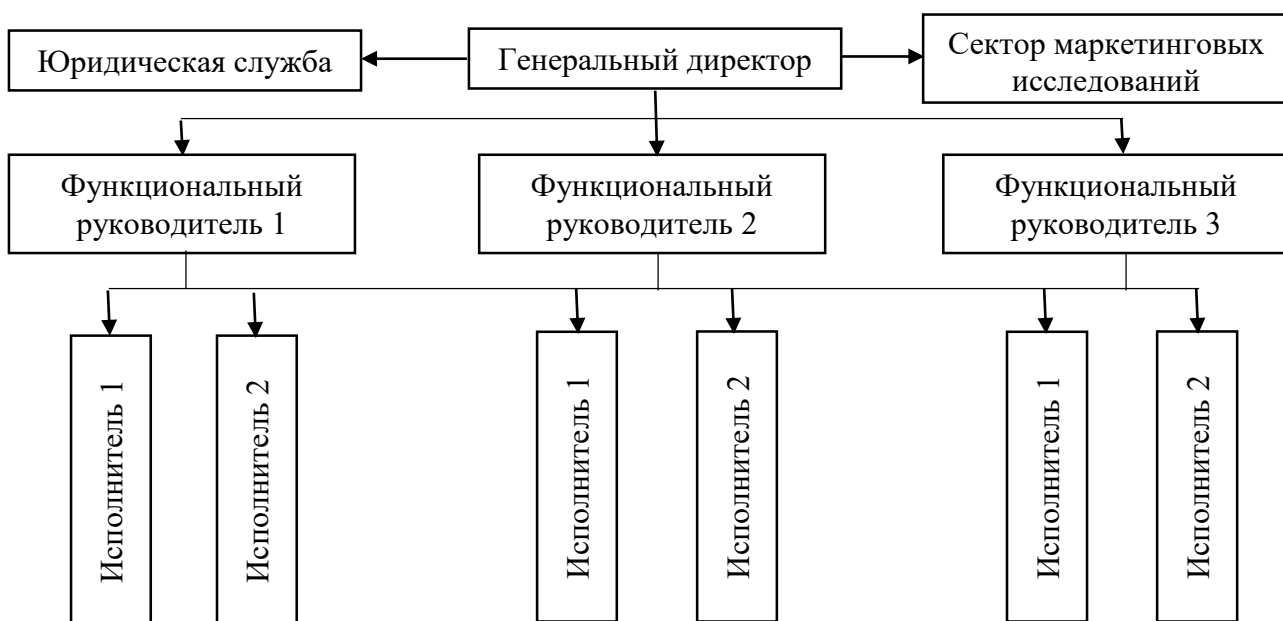 Юридическая служба
Генеральный директор
Сектор маркетинговых
исследований
Функциональный
руководитель 1
Функциональный
руководитель 2
Функциональный
руководитель 3
Исполнитель 1
Исполнитель 2
Исполнитель 1
Исполнитель 2
Исполнитель 1
Исполнитель 2